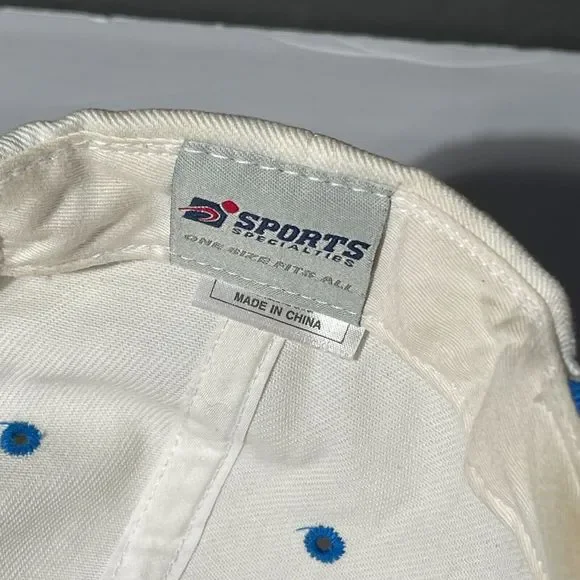 SPORTS
SPECIALTIES
ONE SIZE FITS ALL
MADE IN CHINA